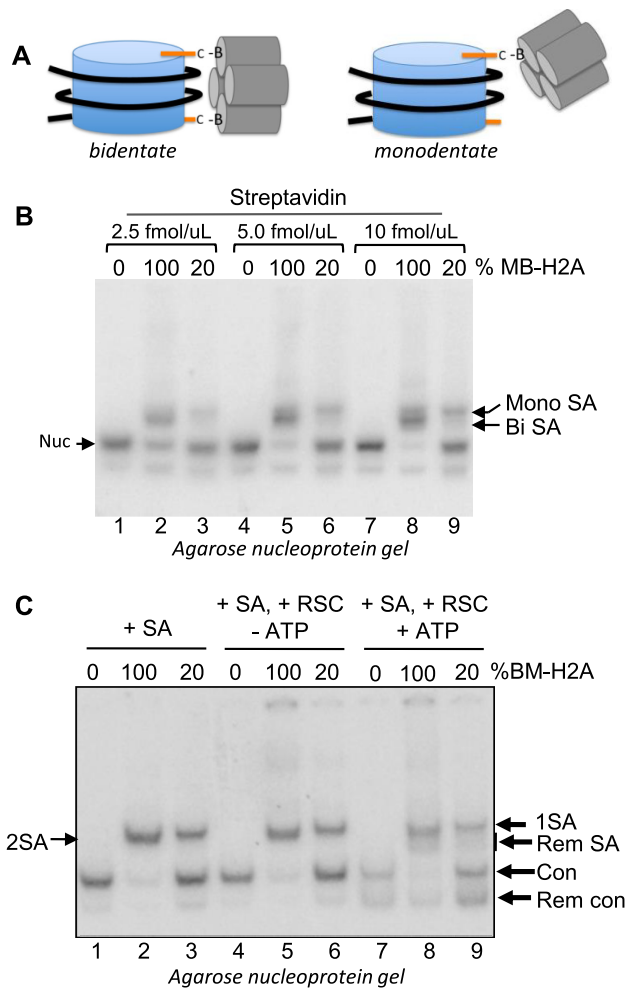 A
C -B
C -B
C -B
bidentate
monodentate
B
Streptavidin
2.5 fmol/uL 5.0 fmol/uL 10 fmol/uL
0 100 20 0 100 20 0 100 20 % MB-H2A
Mono SA
Bi SA
Nuc
1 2 3 4 5 6 7 8 9
Agarose nucleoprotein gel
C
+ SA + SA, + RSC - ATP + SA, + RSC + ATP
0 100 20 0 100 20 0 100 20 %BM-H2A
2SA
1SA
Rem SA
Con
Rem con
1 2 3 4 5 6 7 8 9
Agarose nucleoprotein gel